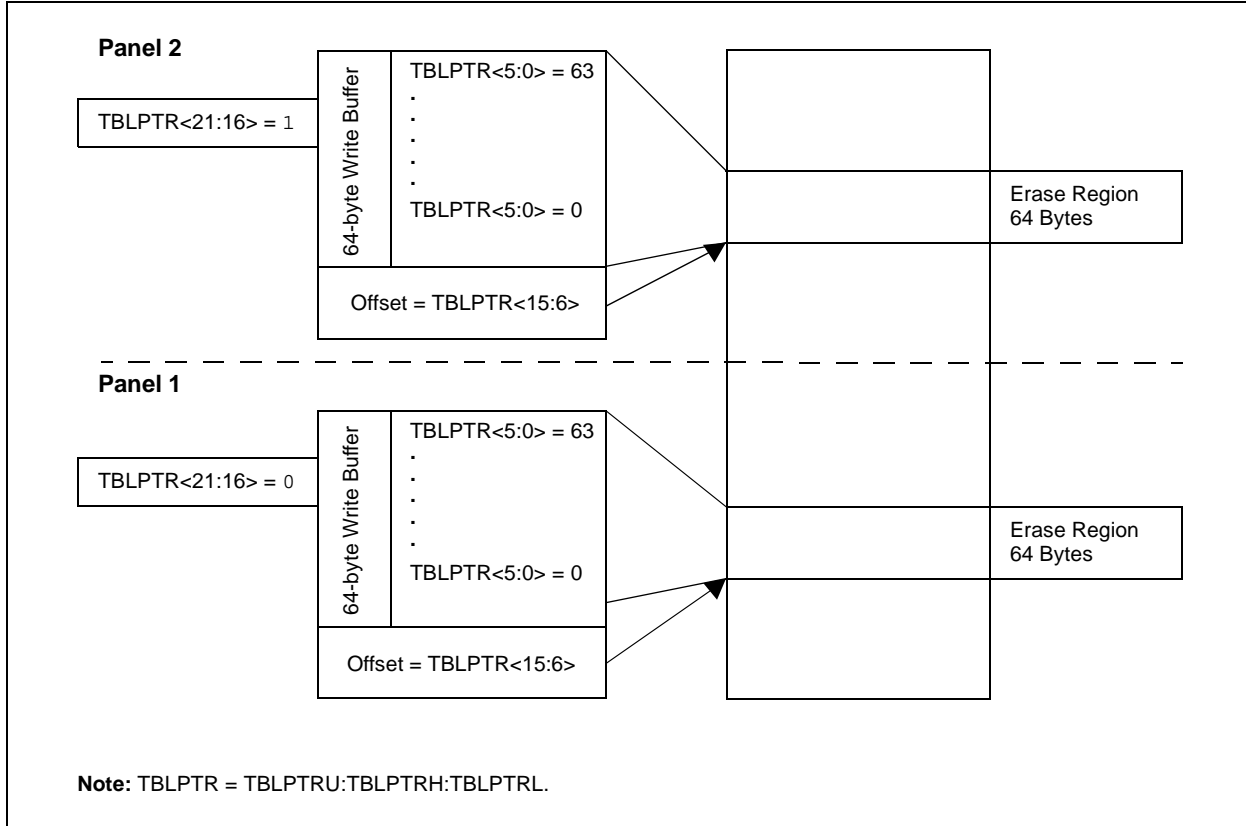 Panel 2
TBLPTR<21:16> = 1
64-byte Write Buffer
TBLPTR<5:0> = 63
.
.
.
.
.
TBLPTR<5:0> = 0
Offset = TBLPTR<15:6>
Erase Region
64 Bytes
Panel 1
TBLPTR<21:16> = 0
64-byte Write Buffer
TBLPTR<5:0> = 63
.
.
.
.
.
TBLPTR<5:0> = 0
Offset = TBLPTR<15:6>
Erase Region
64 Bytes
Note: TBLPTR = TBLPTRU:TBLPTRH:TBLPTRL.